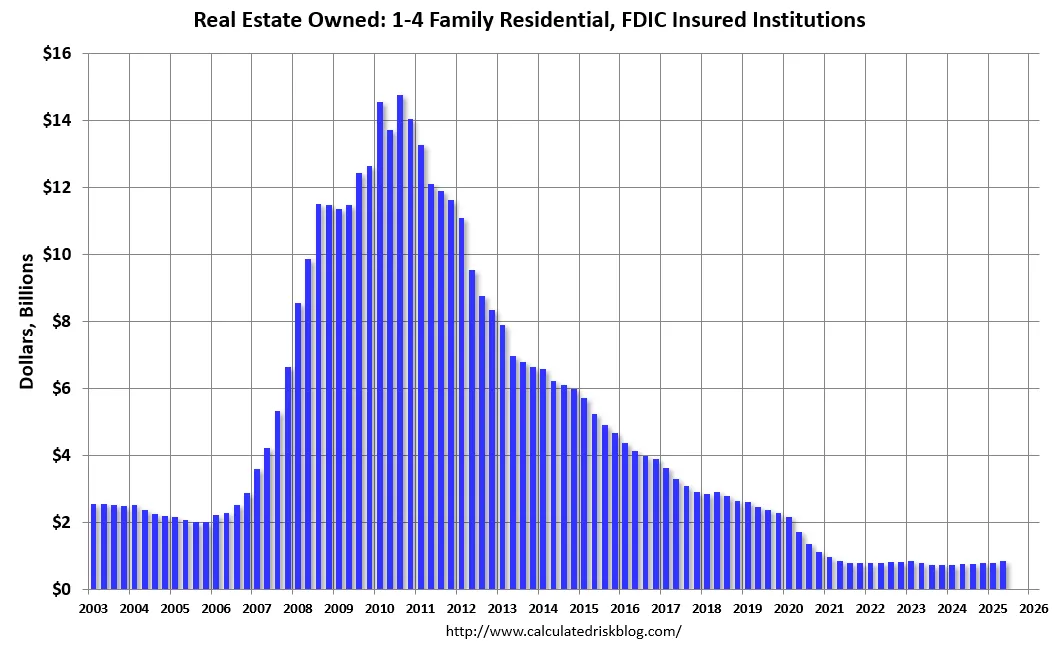 Real Estate Owned: 1-4 Family Residential, FDIC Insured Institutions
$16
$14
$12
$10
$8
$6
$4
$2
$0
Dollars, Billions
2003 2004 2005 2006 2007 2008 2009 2010 2011 2012 2013 2014 2015 2016 2017 2018 2019 2020 2021 2022 2023 2024 2025 2026
http://www.calculatedriskblog.com/